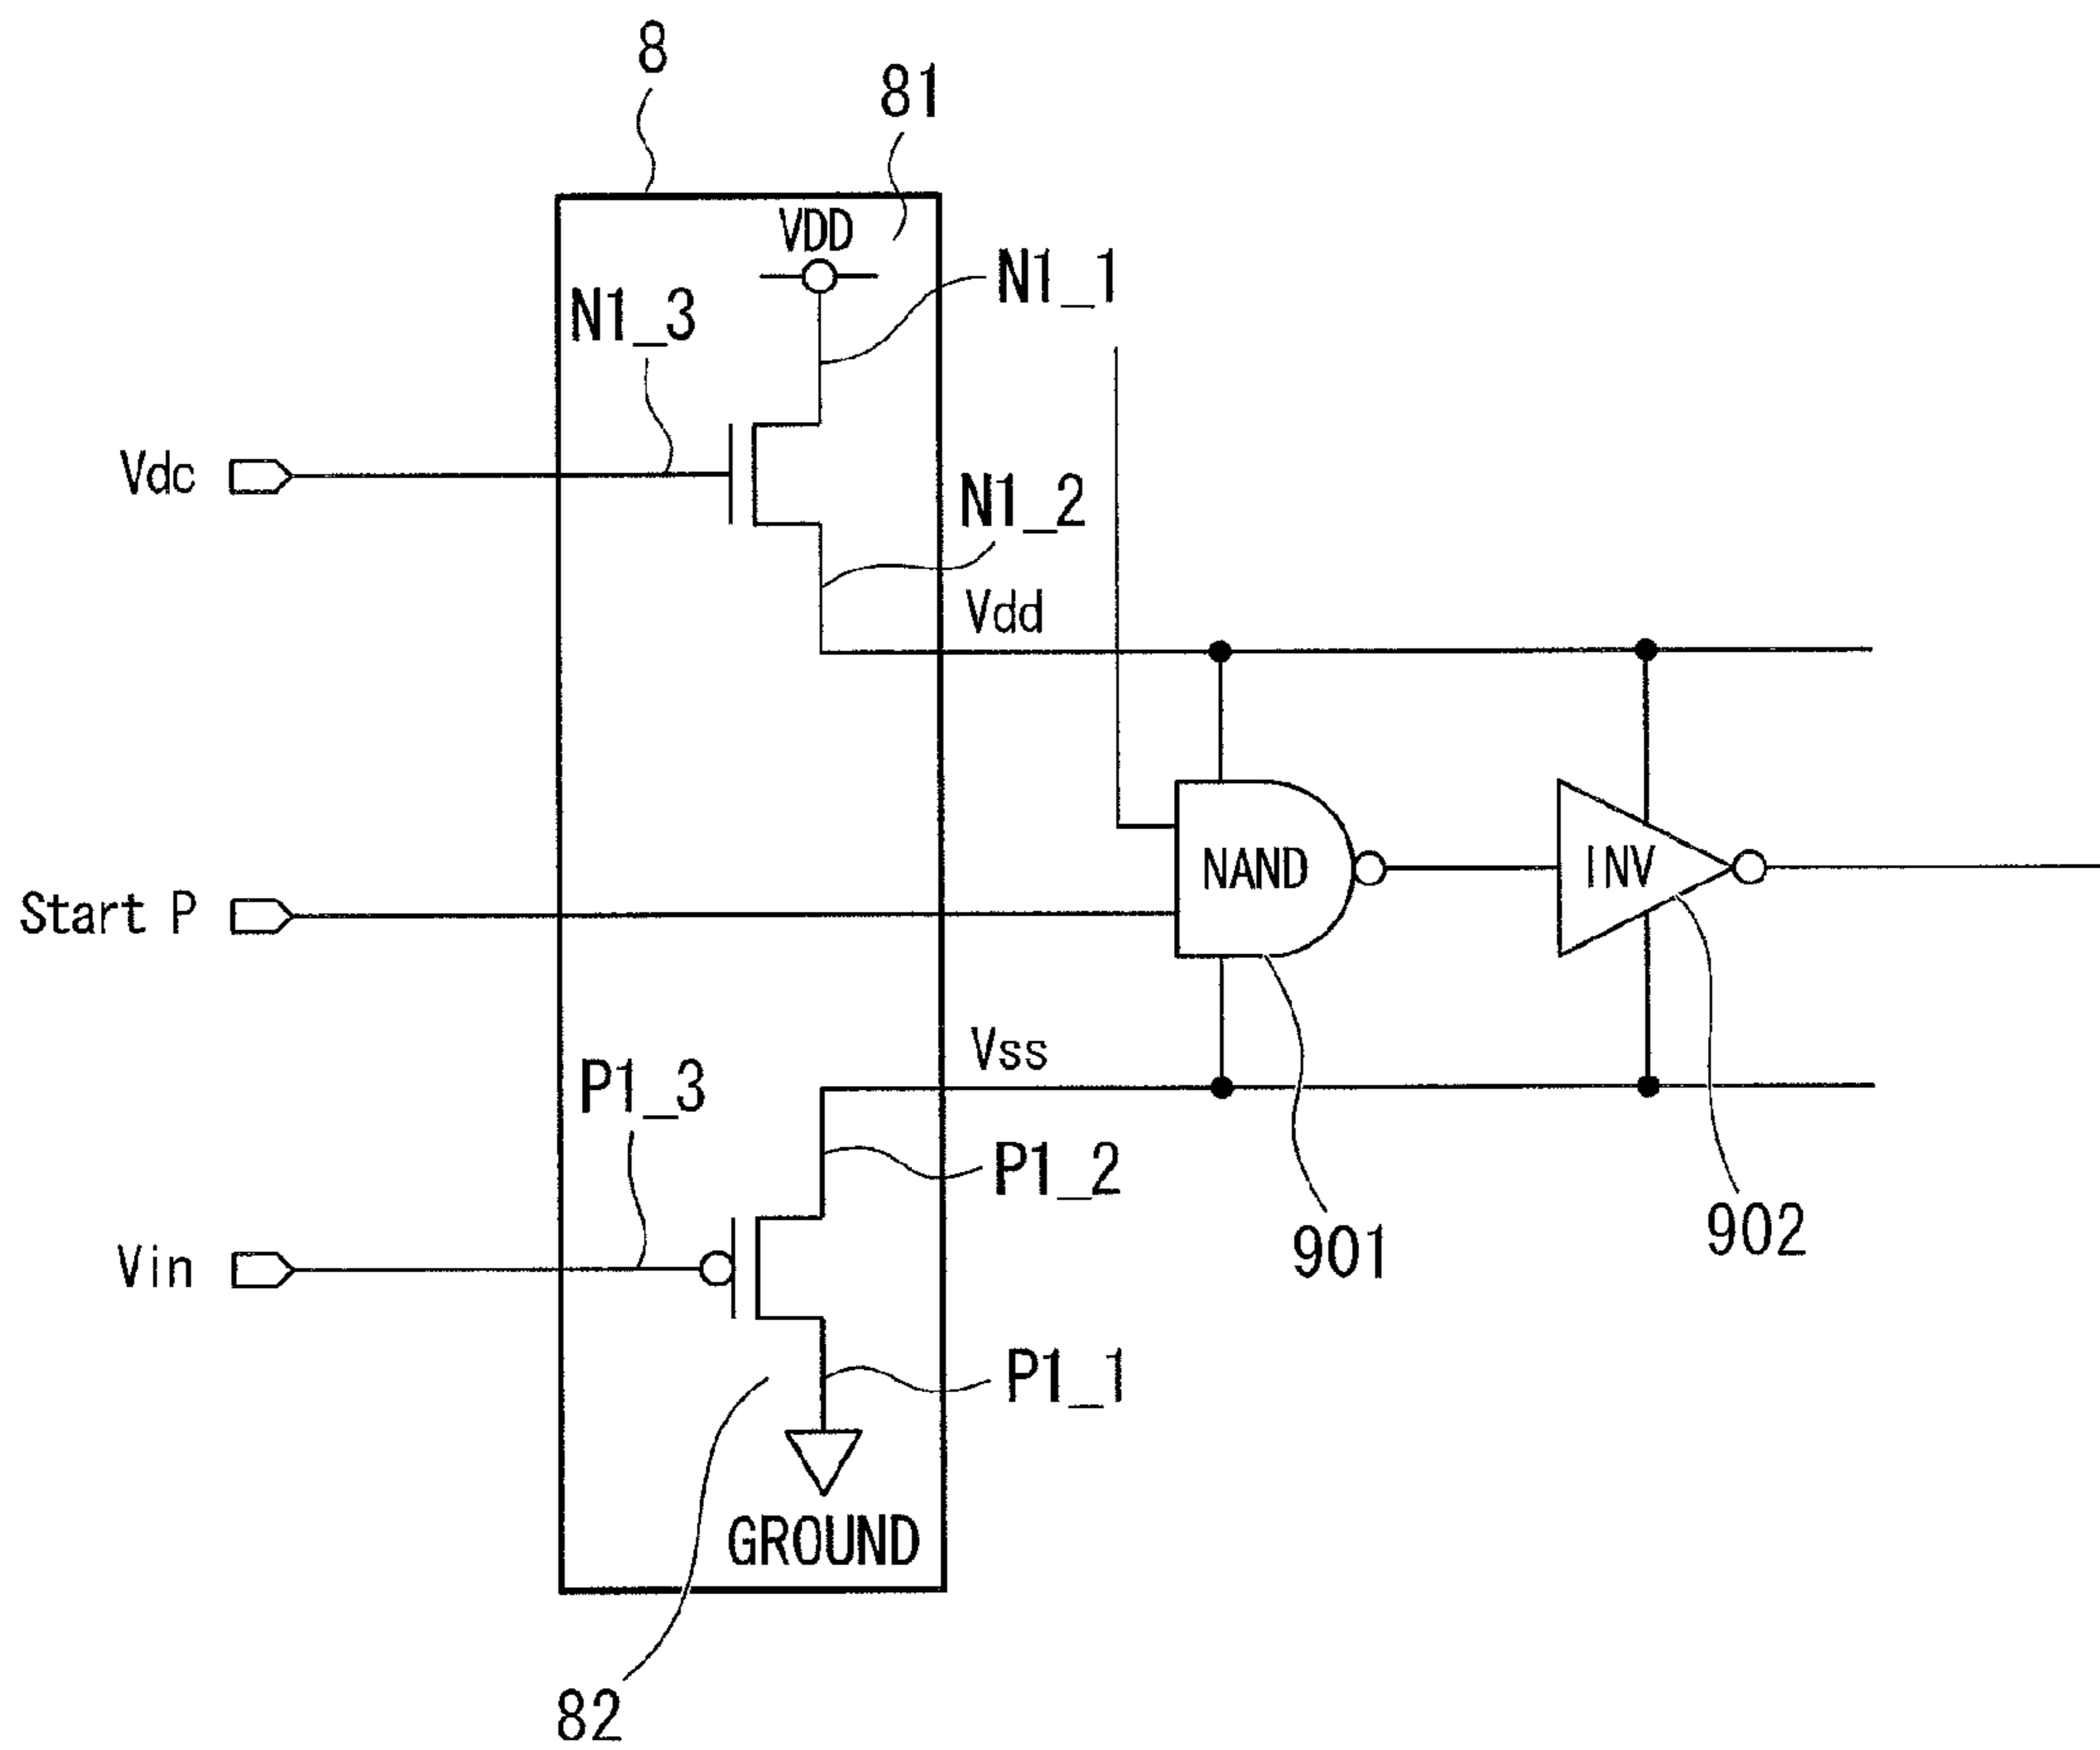 8
81
VDD
N1_1
N1_3
Vdc
N1_2
Vdd
NAND
INV
Start P
Vss
P1_3
P1_2
902
901
Vin
P1_1
GROUND
82